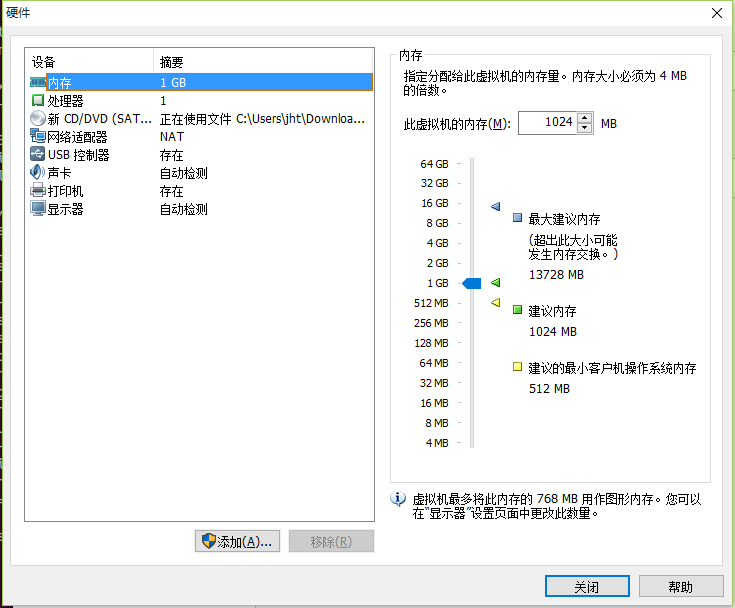 硬件
设备 摘要
内存 1 GB
处理器 1
新 CD/DVD (SAT... 正在使用文件 C:\Users\jht\Downloa...
网络适配器 NAT
USB 控制器 存在
声卡 自动检测
打印机 存在
显示器 自动检测
添加(A)... 移除(R)
内存
指定分配给此虚拟机的内存量。内存大小必须为 4 MB
的倍数。
此虚拟机的内存(M): 1024 MB
64 GB
32 GB
16 GB
8 GB
4 GB
2 GB
1 GB
512 MB
256 MB
128 MB
64 MB
32 MB
16 MB
8 MB
4 MB
最大建议内存
(超出此大小可能
发生内存交换。)
13728 MB
建议内存
1024 MB
建议的最小客户机操作系统内存
512 MB
虚拟机最多将此内存的 768 MB 用作图形内存。您可以
在“显示器”设置页面中更改此数量。
关闭 帮助